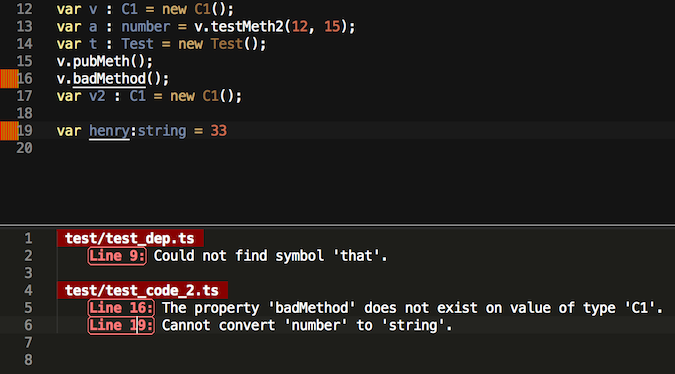 12 var v : C1 = new C1();
13 var a : number = v.testMeth2(12, 15);
14 var t : Test = new Test();
15 v.pubMeth();
16 v.badMethod();
17 var v2 : C1 = new C1();
18
19 var henry:string = 33
20
1 test/test_dep.ts
2 Line 9: Could not find symbol 'that'.
3
4 test/test_code_2.ts
5 Line 16: The property 'badMethod' does not exist on value of type 'C1'.
6 Line 19: Cannot convert 'number' to 'string'.
7
8